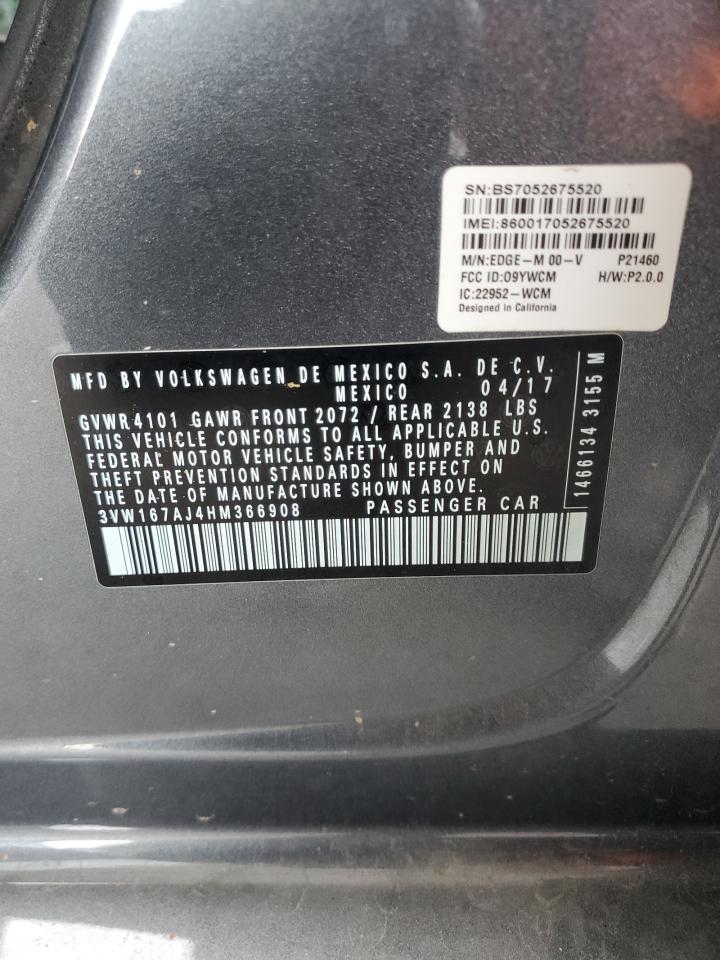 SN:BS7052675520
IMEI:860017052675520
M/N:EDGE-M 00-V P21460
FCC ID:O9YWCM H/W:P2.0.0
IC:22952-WCM
Designed in California
MFD BY VOLKSWAGEN DE MEXICO S.A. DE C.V.
MEXICO 04/17
GVWR 4101 GAWR FRONT 2072 / REAR 2138 LBS
THIS VEHICLE CONFORMS TO ALL APPLICABLE U.S.
FEDERAL MOTOR VEHICLE SAFETY, BUMPER AND
THEFT PREVENTION STANDARDS IN EFFECT ON
THE DATE OF MANUFACTURE SHOWN ABOVE.
3VW167AJ4HM366908 PASSENGER CAR
1466134 3155 M